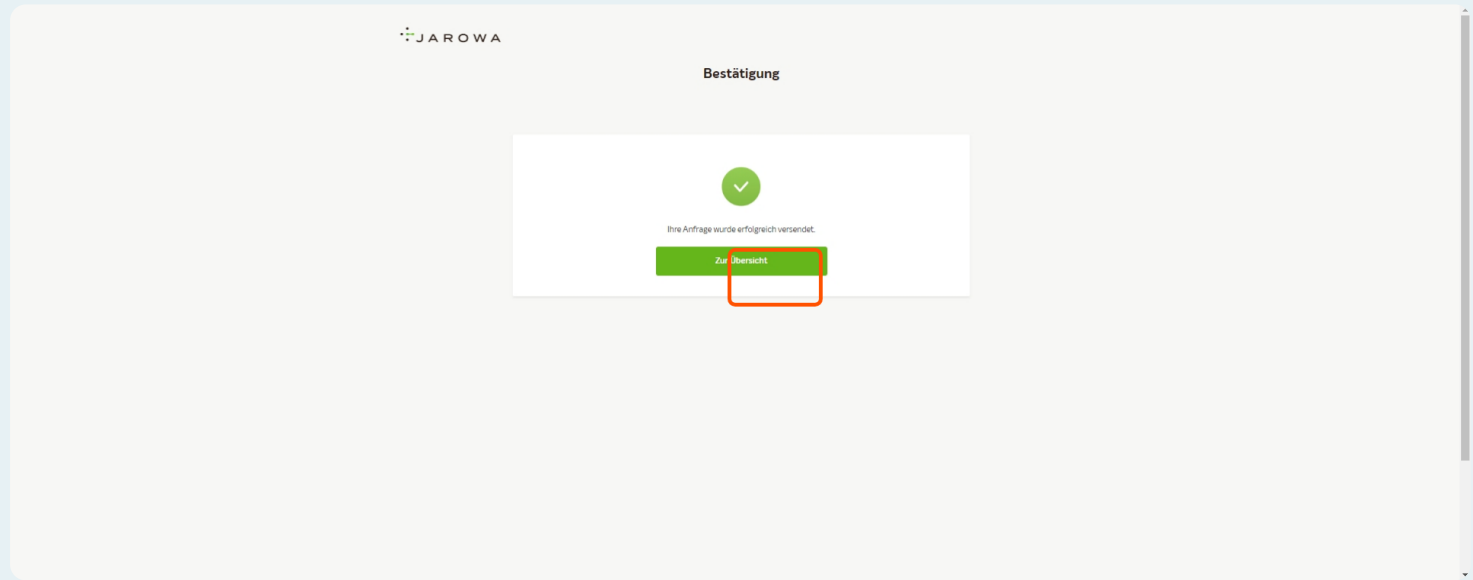 JAROWA
Bestätigung
Ihre Anfrage wurde erfolgreich versendet.
Zur Übersicht